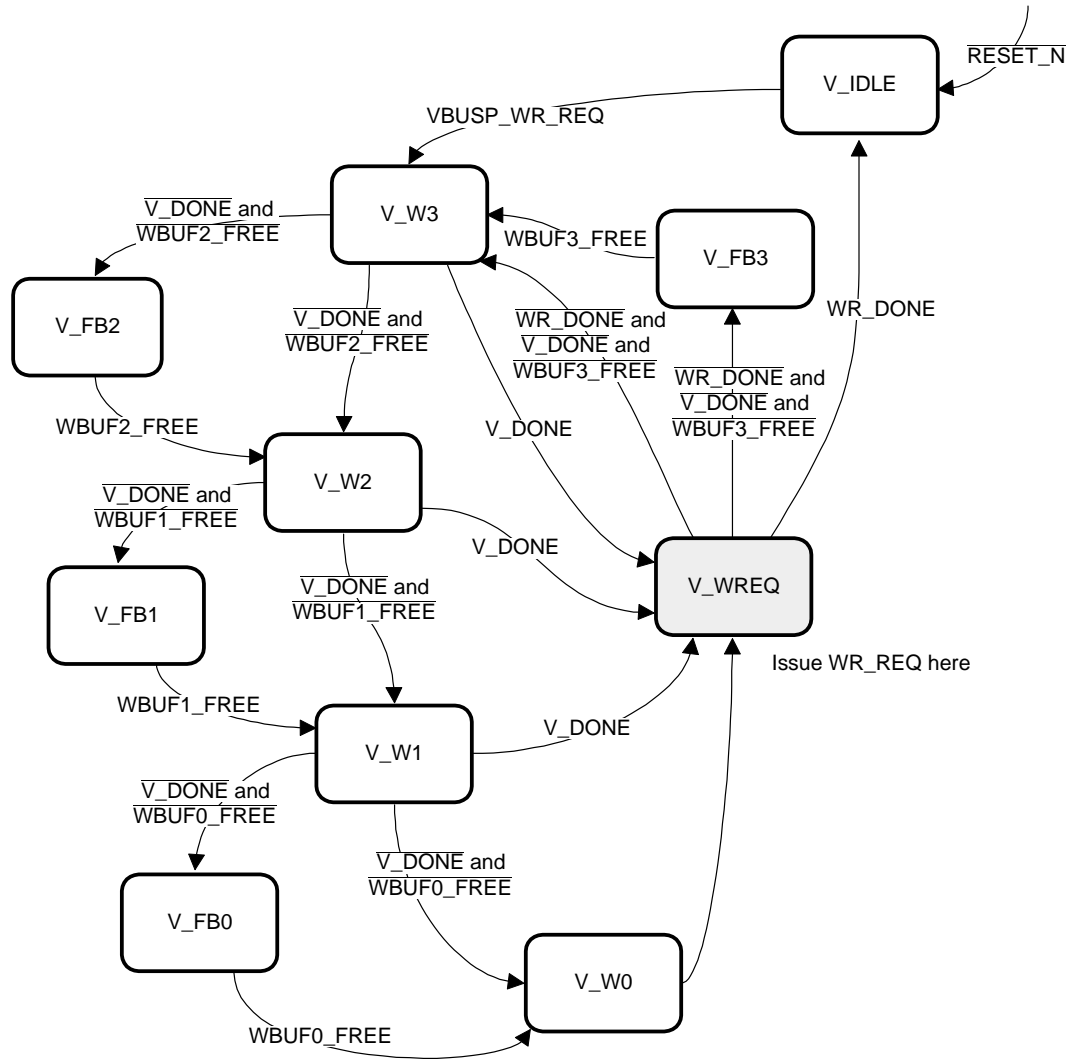 RESET_N
V_IDLE
VBUSP_WR_REQ
V_W3
V_DONE and
WBUF2_FREE
WBUF3_FREE
V_FB3
V_FB2
V_DONE and
WBUF2_FREE
WR_DONE and
V_DONE and
WBUF3_FREE
WR_DONE
WR_DONE and
V_DONE and
WBUF3_FREE
WBUF2_FREE
V_DONE
V_W2
V_DONE and
WBUF1_FREE
V_DONE
V_WREQ
V_FB1
V_DONE and
WBUF1_FREE
Issue WR_REQ here
WBUF1_FREE
V_W1
V_DONE
V_DONE and
WBUF0_FREE
V_DONE and
WBUF0_FREE
V_FB0
V_W0
WBUF0_FREE